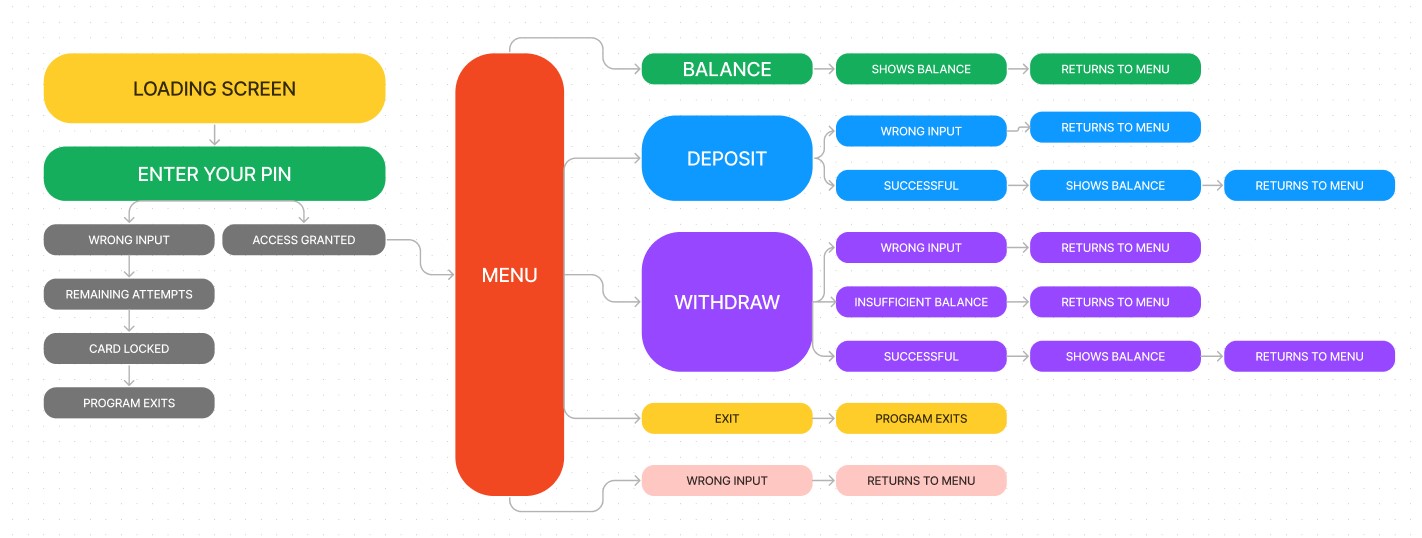 LOADING SCREEN
ENTER YOUR PIN
WRONG INPUT
ACCESS GRANTED
REMAINING ATTEMPTS
CARD LOCKED
PROGRAM EXITS
MENU
BALANCE
SHOWS BALANCE
RETURNS TO MENU
DEPOSIT
WRONG INPUT
RETURNS TO MENU
SUCCESSFUL
SHOWS BALANCE
RETURNS TO MENU
WITHDRAW
WRONG INPUT
RETURNS TO MENU
INSUFFICIENT BALANCE
RETURNS TO MENU
SUCCESSFUL
SHOWS BALANCE
RETURNS TO MENU
EXIT
PROGRAM EXITS
WRONG INPUT
RETURNS TO MENU